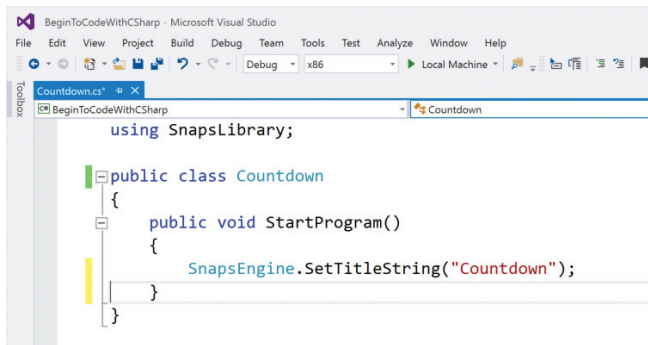 BeginToCodeWithCSharp - Microsoft Visual Studio
File Edit View Project Build Debug Team Tools Test Analyze Window Help
Debug x86 Local Machine
Toolbox
Countdown.cs*
C# BeginToCodeWithCSharp Countdown
using SnapsLibrary;
public class Countdown
{
public void StartProgram()
{
SnapsEngine.SetTitleString("Countdown");
}
}